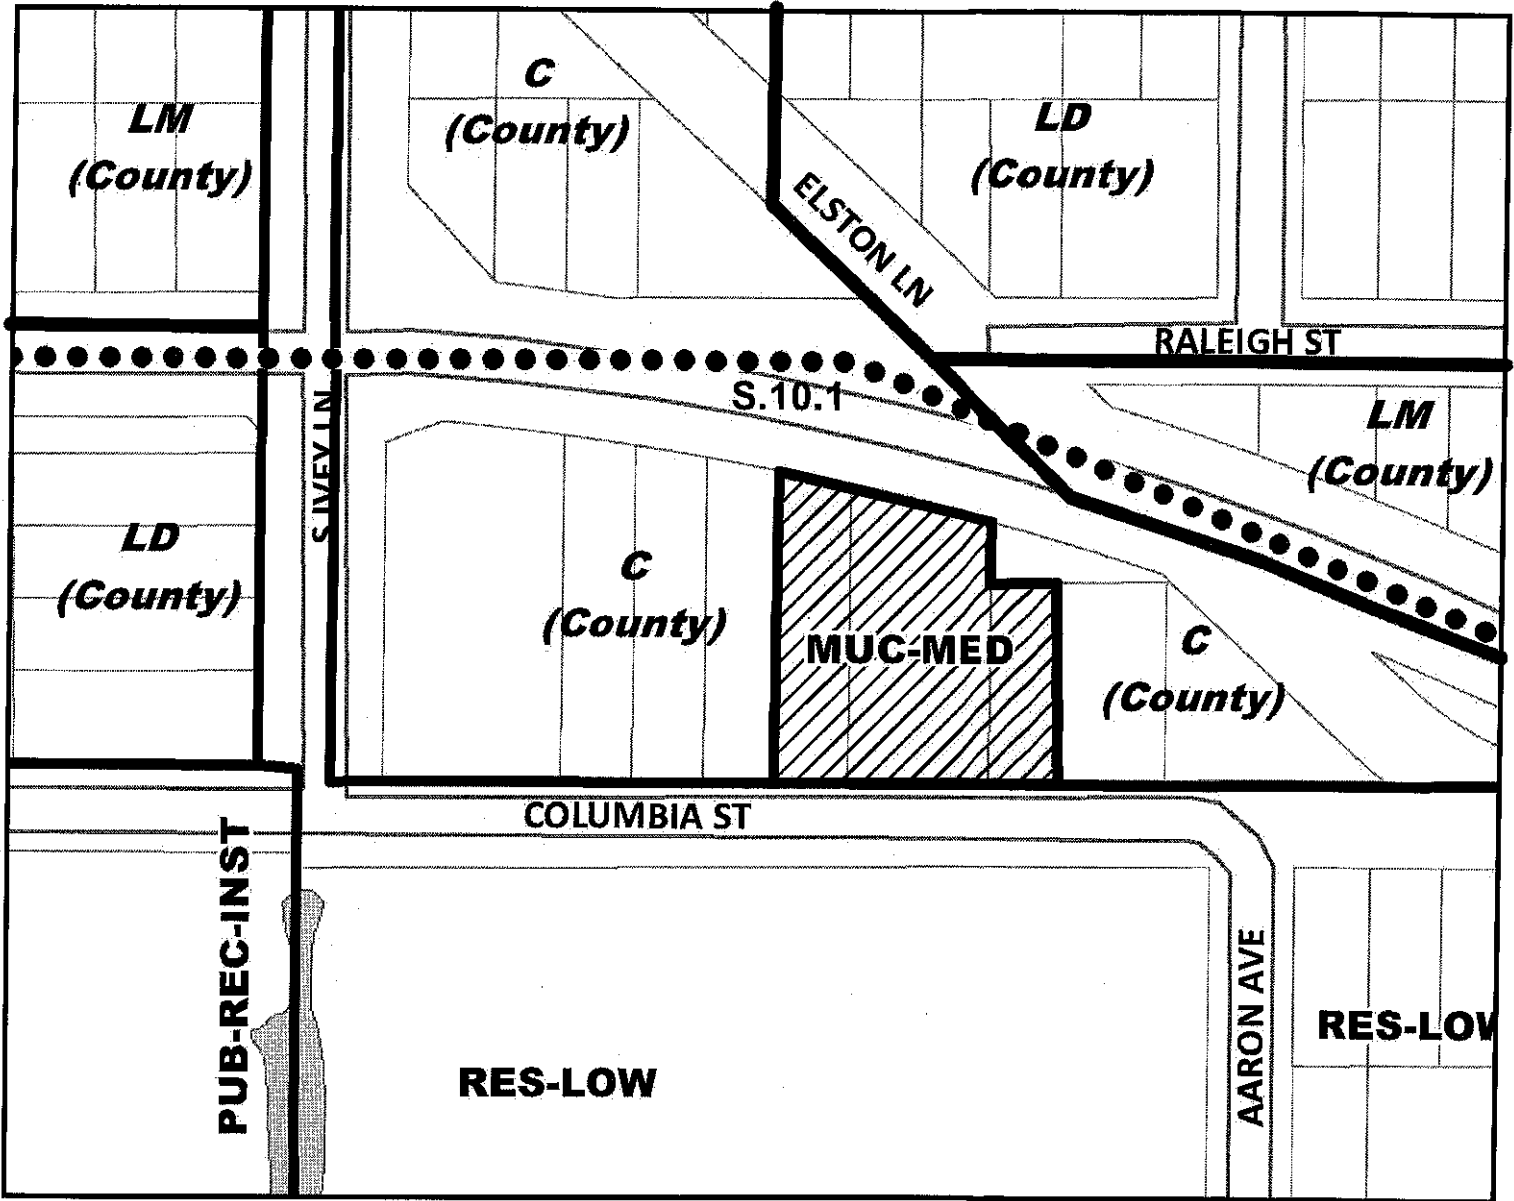 C
(County)
LM
(County)
LD
(County)
ELSTON LN
RALEIGH ST
S.10.1
S IVEY LN
LM
(County)
LD
(County)
C
(County)
MUC-MED
C
(County)
COLUMBIA ST
PUB-REC-INST
AARON AVE
RES-LOW
RES-LOW